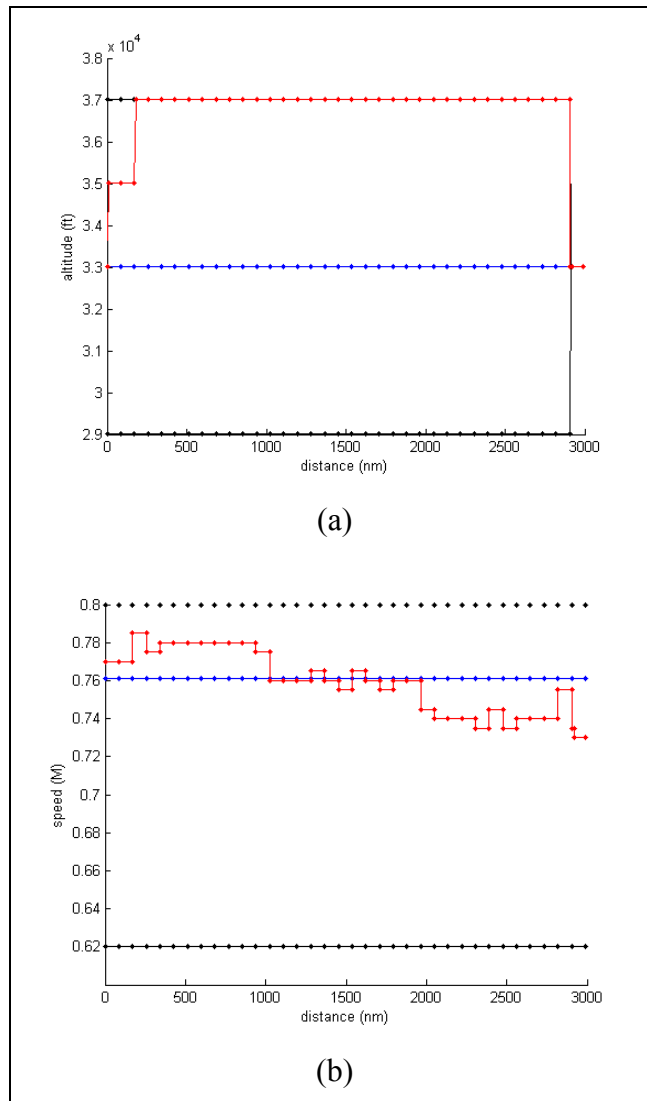 x 10⁴
3.8
3.7
3.6
3.5
3.4
3.3
3.2
3.1
3
2.9
altitude (ft)
0 500 1000 1500 2000 2500 3000
distance (nm)
(a)
0.8
0.78
0.76
0.74
0.72
0.7
0.68
0.66
0.64
0.62
speed (M)
0 500 1000 1500 2000 2500 3000
distance (nm)
(b)